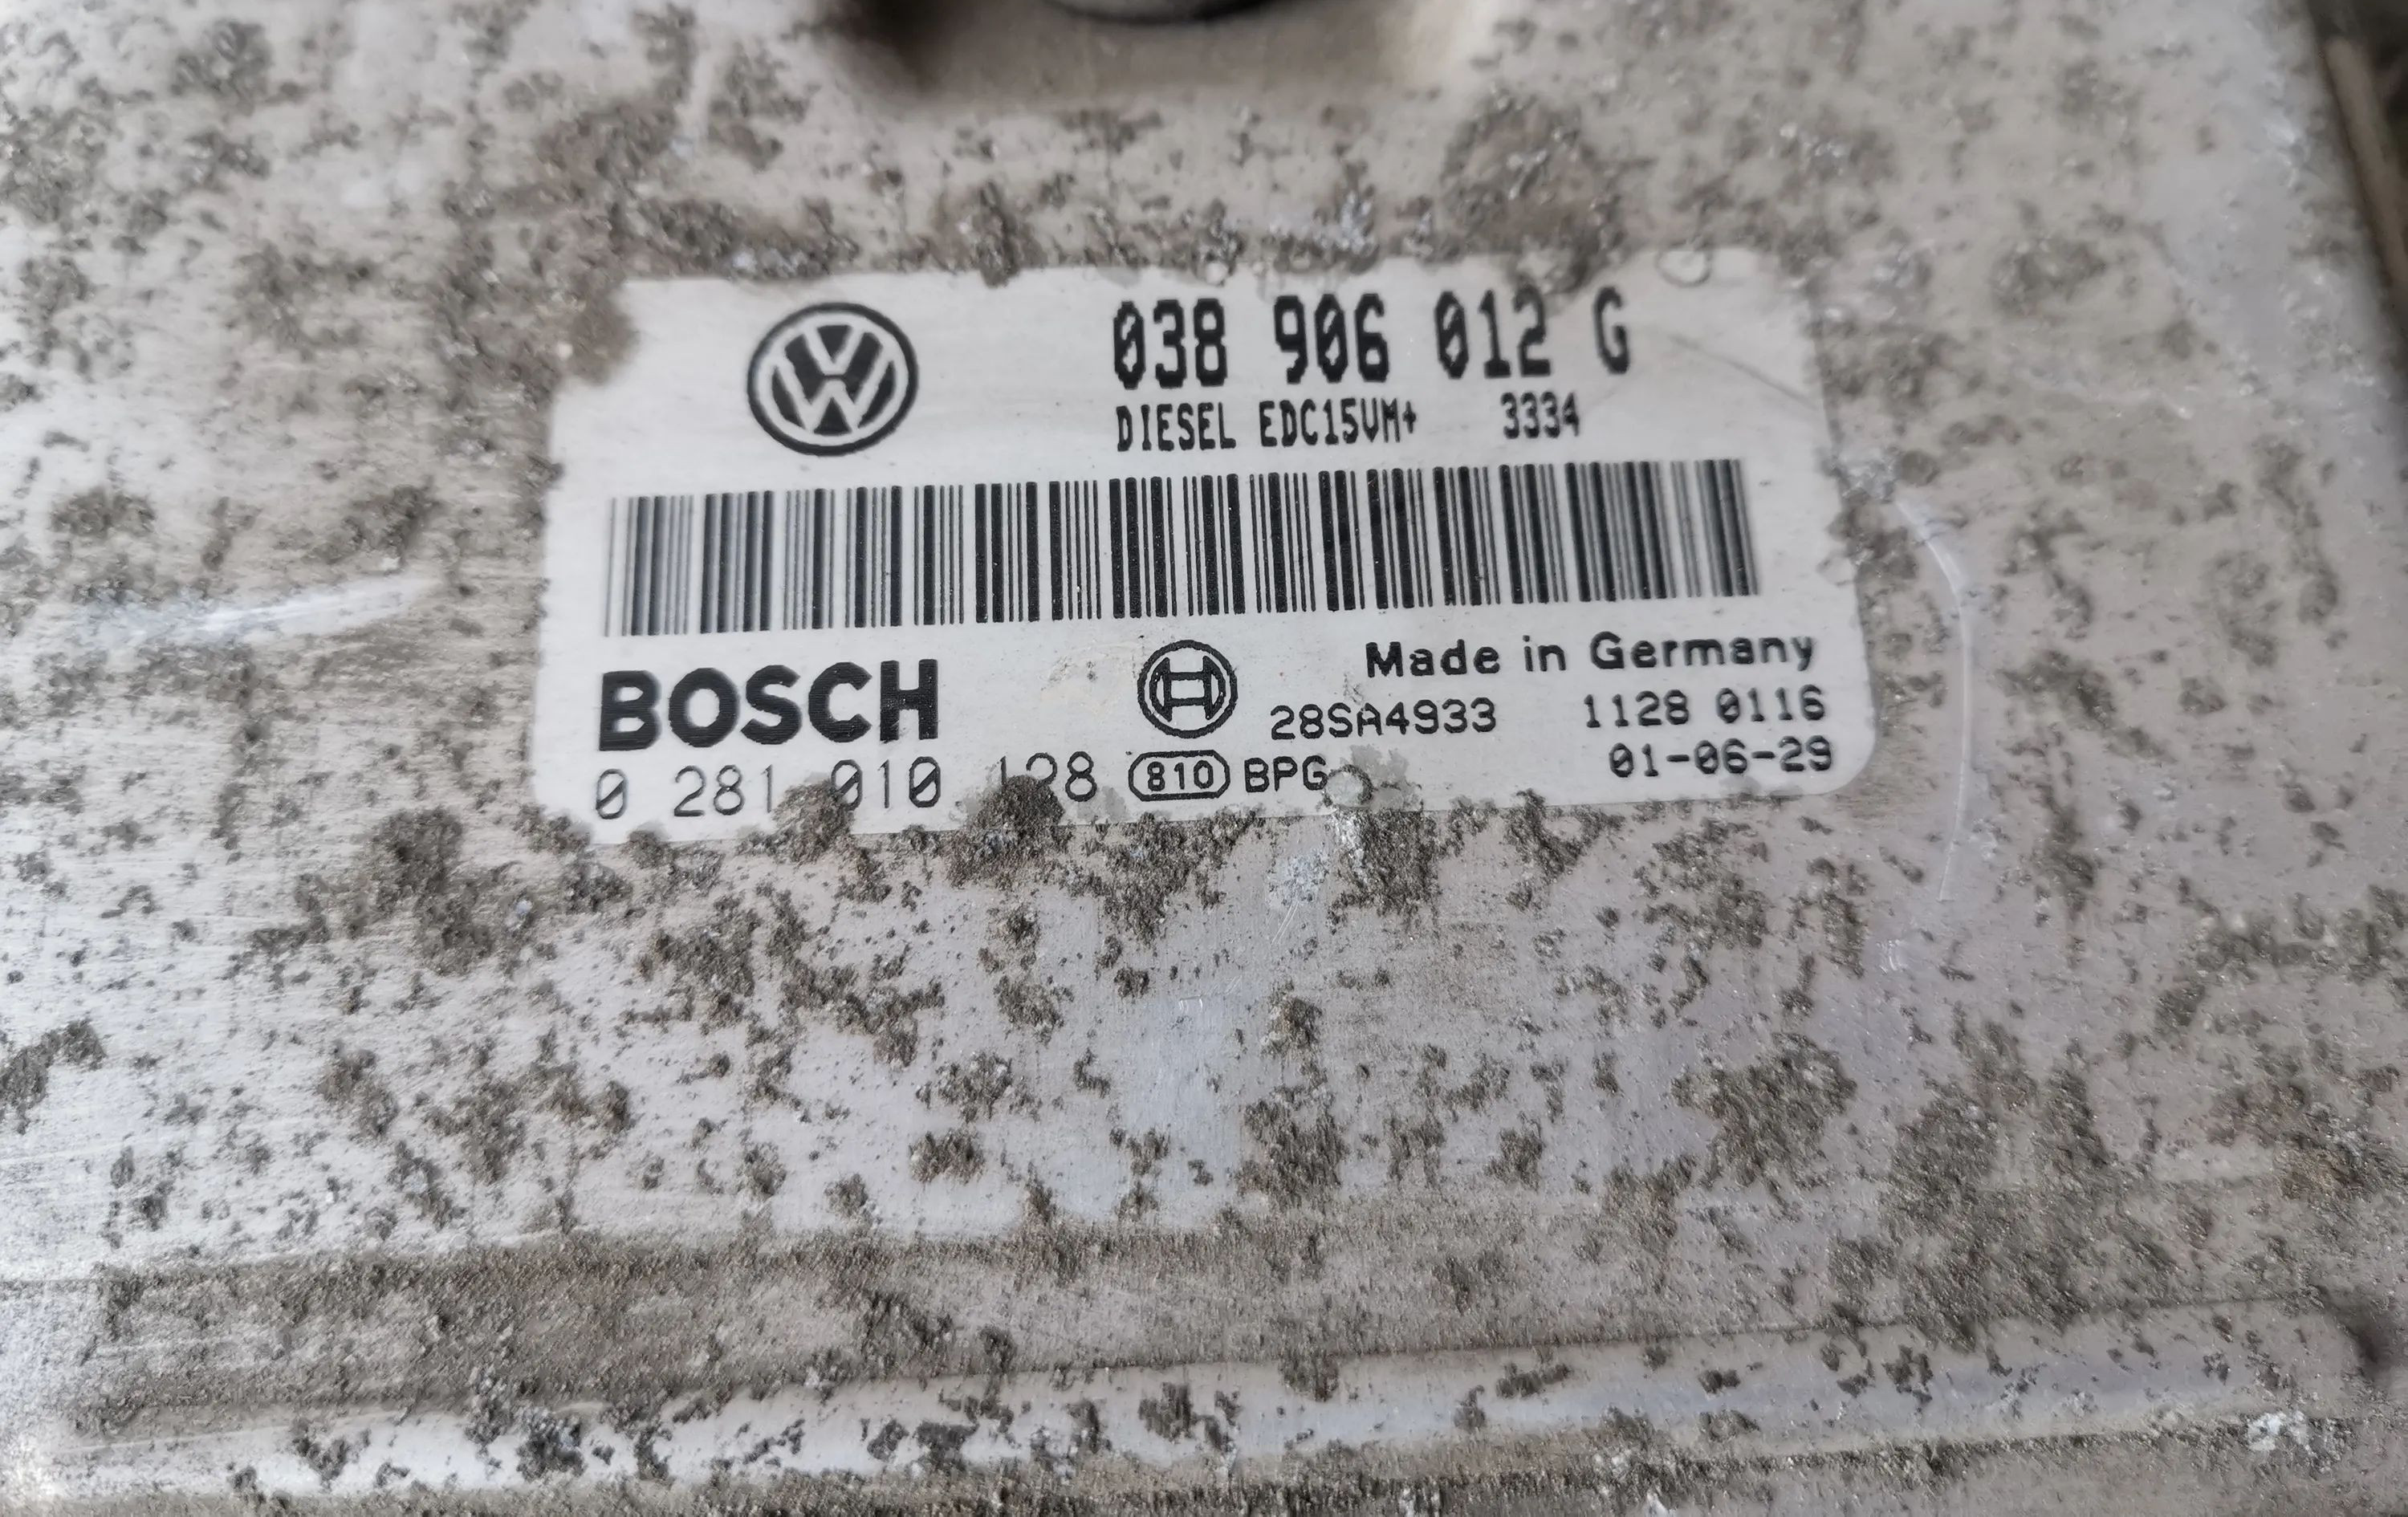 038 906 012 G
DIESEL EDC15VM+ 3334
BOSCH
Made in Germany
28SA4933 1128 0116
0 281 010 128 810 BPG 01-06-29